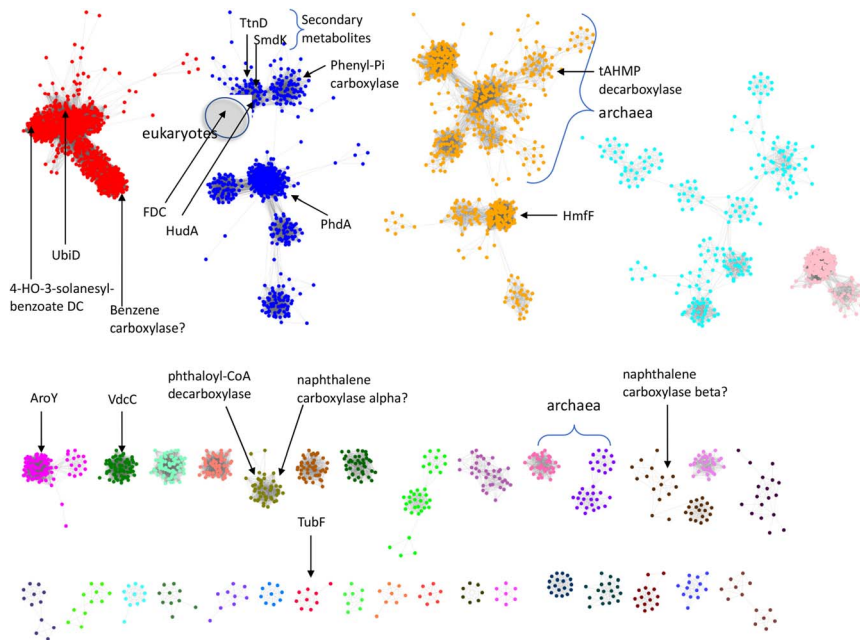 TtnD
SmdK
Secondary
metabolites
Phenyl-Pi
carboxylase
eukaryotes
FDC
HudA
PhdA
UbiD
4-HO-3-solanesyl-
benzoate DC
Benzene
carboxylase?
tAHMP
decarboxylase
archaea
HmfF
AroY
VdcC
phthaloyl-CoA
decarboxylase
naphthalene
carboxylase alpha?
archaea
naphthalene
carboxylase beta?
TubF